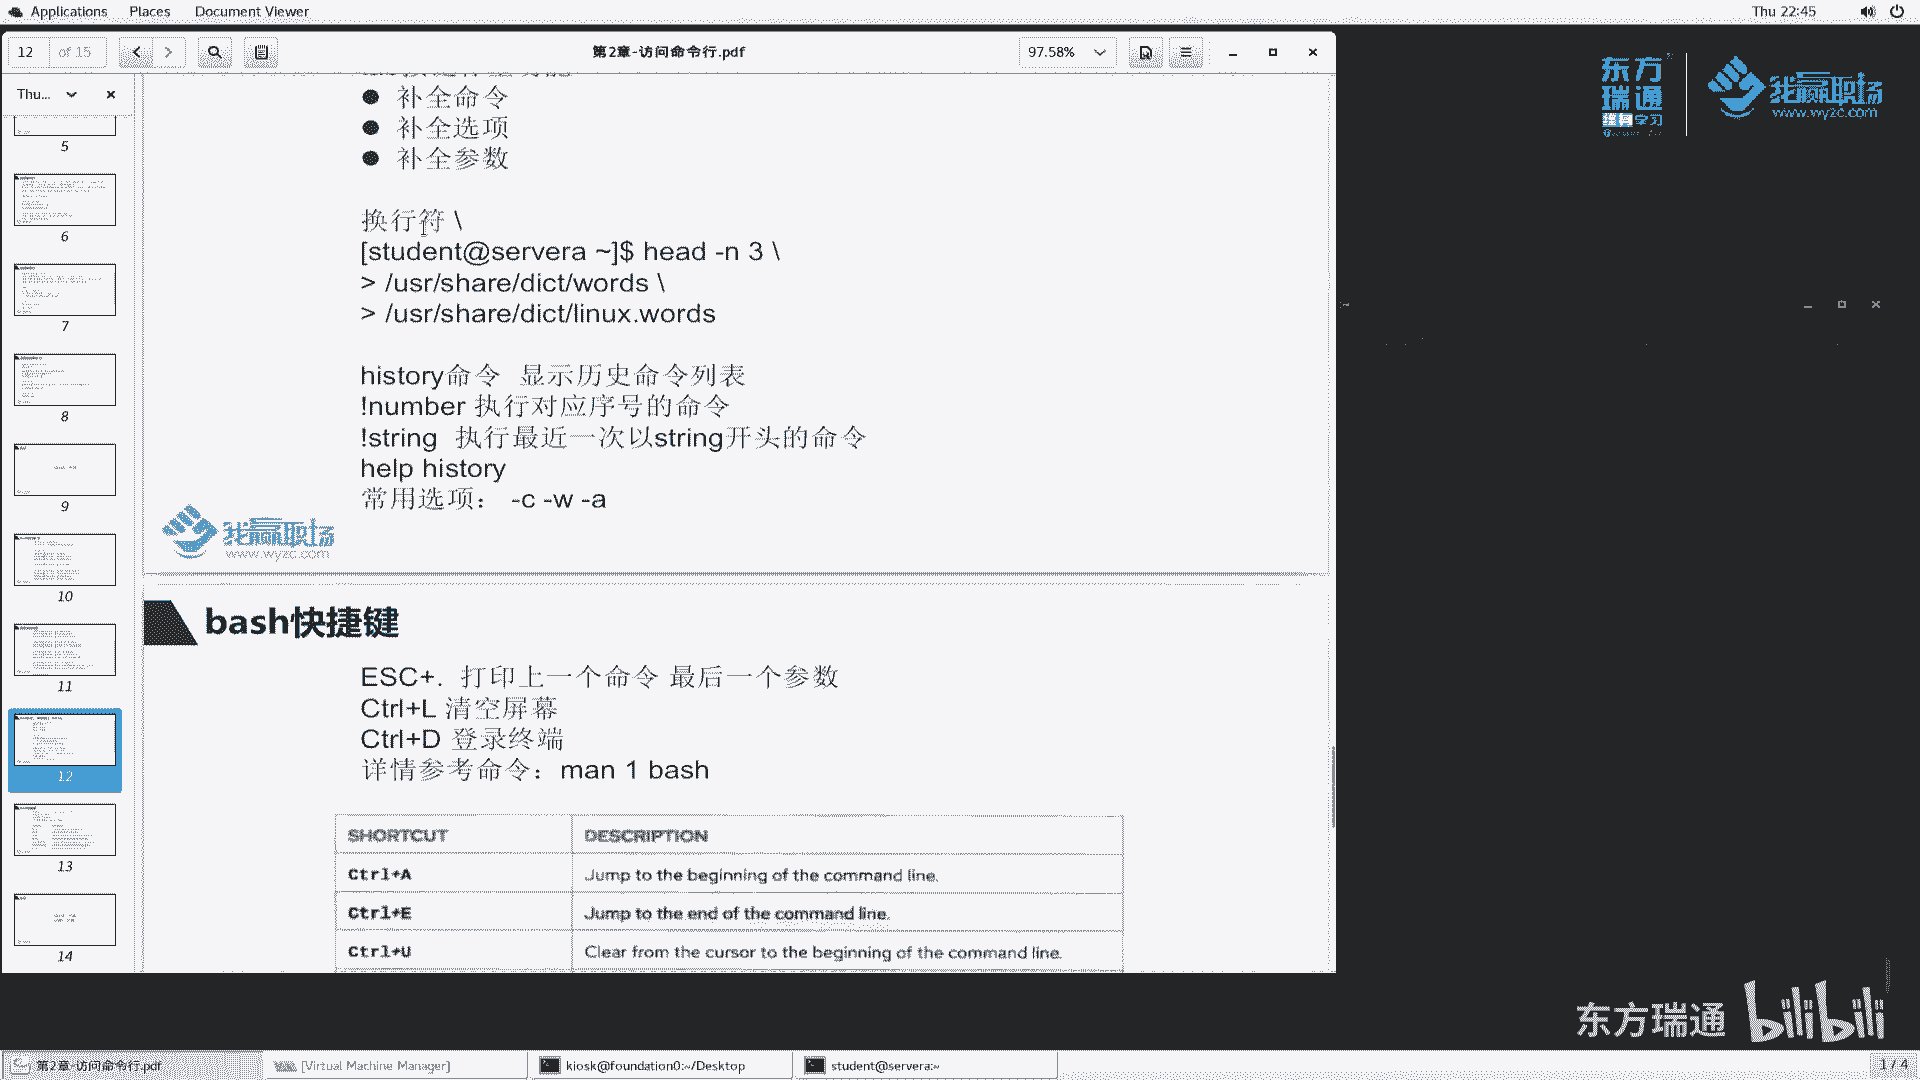 Applications Places Document Viewer Thu 22:45
12 of 15 第2章-访问命令行.pdf 97.58%
Thu...
5
6
7
8
9
10
11
12
13
14
● 补全命令
● 补全选项
● 补全参数
换行符 \
[student@servera ~]$ head -n 3 \
> /usr/share/dict/words \
> /usr/share/dict/linux.words
history命令 显示历史命令列表
!number 执行对应序号的命令
!string 执行最近一次以string开头的命令
help history
常用选项： -c -w -a
我赢职场
www.wyzc.com
bash快捷键
ESC+. 打印上一个命令 最后一个参数
Ctrl+L 清空屏幕
Ctrl+D 登录终端
详情参考命令：man 1 bash
SHORTCUT DESCRIPTION
Ctrl+A Jump to the beginning of the command line.
Ctrl+E Jump to the end of the command line.
Ctrl+U Clear from the cursor to the beginning of the command line.
东方
瑞通
终身学习
我赢职场
www.wyzc.com
东方瑞通 bilibili
第2章-访问命令行.pdf [Virtual Machine Manager] kiosk@foundation0:~/Desktop student@servera:~ 1 / 4